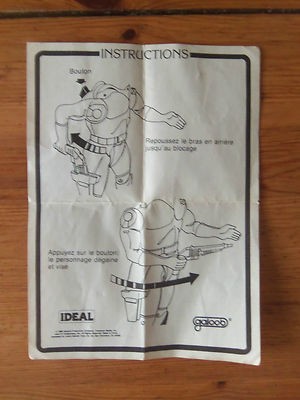 INSTRUCTIONS
Bouton
Repoussez le bras en arrière
jusqu'au blocage
Appuyez sur le bouton:
le personnage dégaine
et vise
IDEAL
galoob®